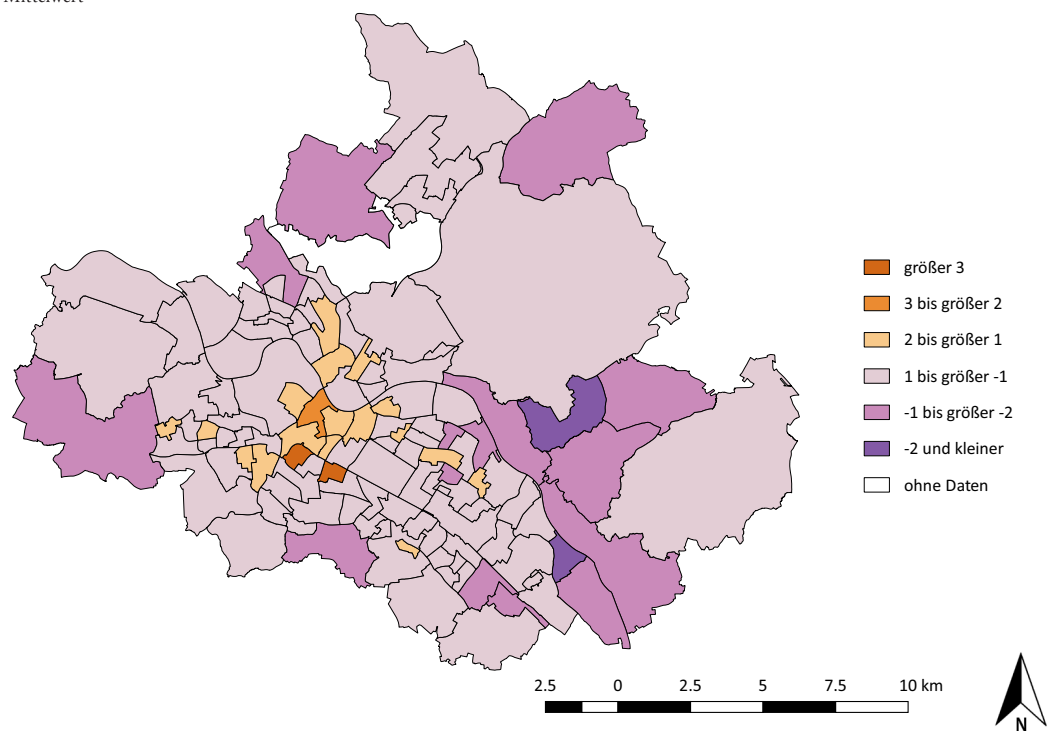 Mittelwert
größer 3
3 bis größer 2
2 bis größer 1
1 bis größer -1
-1 bis größer -2
-2 und kleiner
ohne Daten
2.5 0 2.5 5 7.5 10 km
N